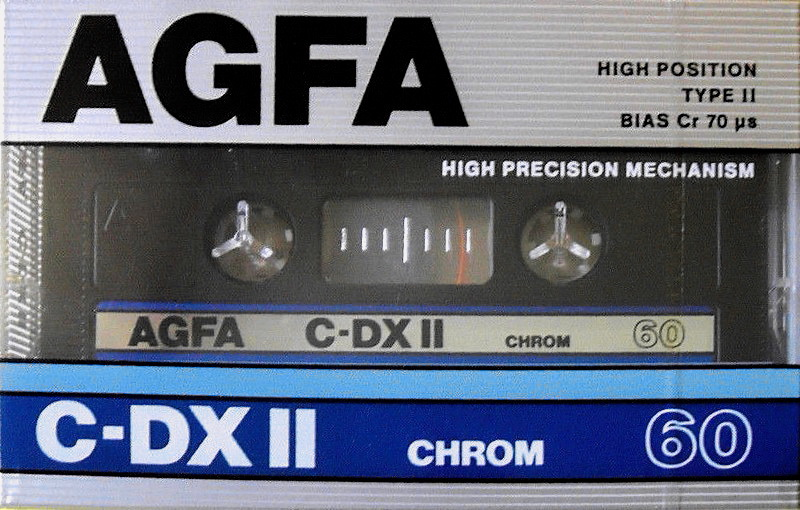 AGFA
HIGH POSITION
TYPE II
BIAS Cr 70 µs
HIGH PRECISION MECHANISM
A
AGFA C-DX II CHROM 60
C-DX II CHROM 60